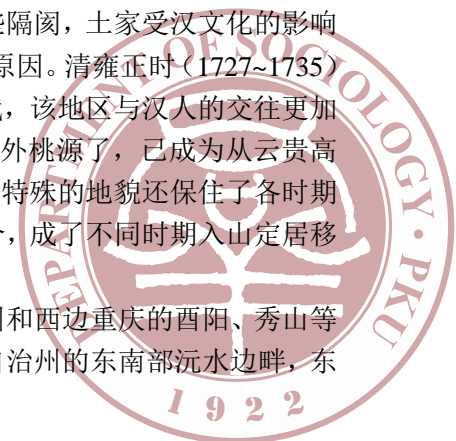 些隔阂，土家受汉文化的影响
原因。清雍正时（1727~1735）
，该地区与汉人的交往更加
外桃源了，已成为从云贵高
特殊的地貌还保住了各时期
，成了不同时期入山定居移
和西边重庆的酉阳、秀山等
治州的东南部沅水边畔，东
DEPARTMENT OF SOCIOLOGY · PKU
1922